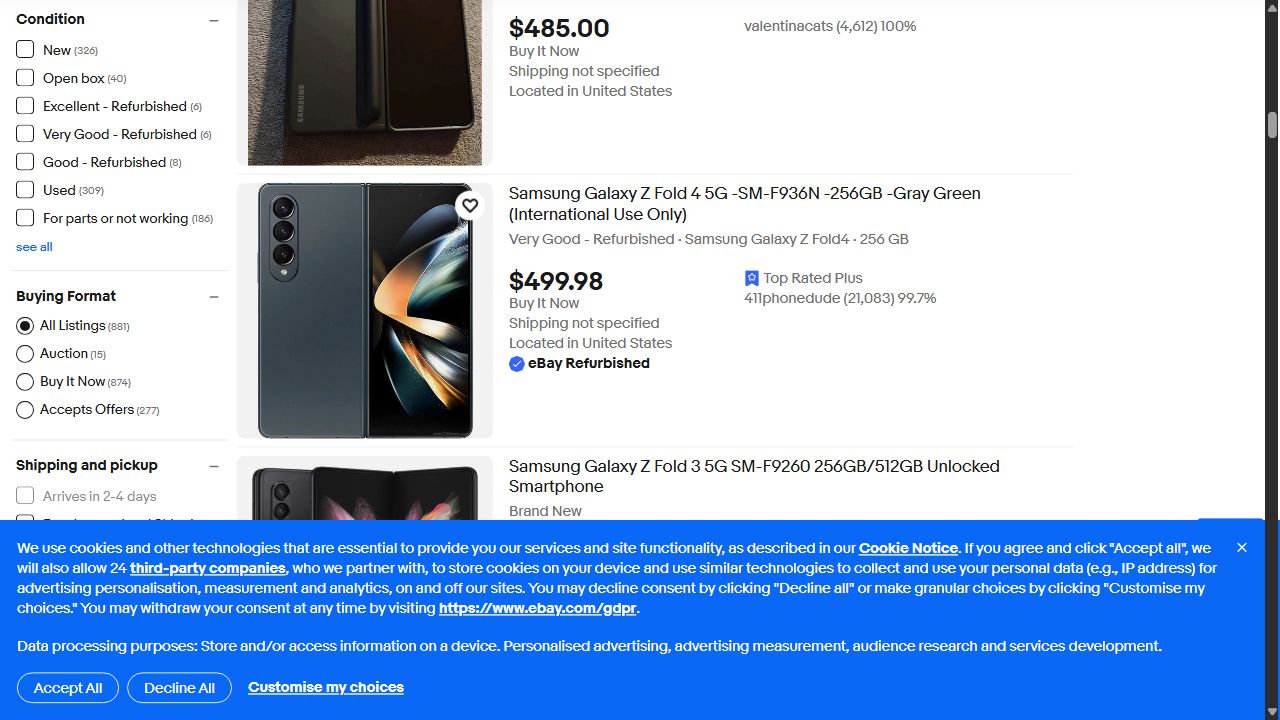 Condition
New (326)
Open box (40)
Excellent - Refurbished (6)
Very Good - Refurbished (6)
Good - Refurbished (8)
Used (309)
For parts or not working (186)
see all
Buying Format
All Listings (881)
Auction (15)
Buy It Now (874)
Accepts Offers (277)
Shipping and pickup
Arrives in 2-4 days
SAMSUNG
$485.00
Buy It Now
Shipping not specified
Located in United States
valentinacats (4,612) 100%
Samsung Galaxy Z Fold 4 5G -SM-F936N -256GB -Gray Green
(International Use Only)
Very Good - Refurbished · Samsung Galaxy Z Fold4 · 256 GB
$499.98
Buy It Now
Shipping not specified
Located in United States
eBay Refurbished
Top Rated Plus
411phonedude (21,083) 99.7%
Samsung Galaxy Z Fold 3 5G SM-F9260 256GB/512GB Unlocked
Smartphone
Brand New
We use cookies and other technologies that are essential to provide you our services and site functionality, as described in our Cookie Notice. If you agree and click "Accept all", we
will also allow 24 third-party companies, who we partner with, to store cookies on your device and use similar technologies to collect and use your personal data (e.g., IP address) for
advertising personalisation, measurement and analytics, on and off our sites. You may decline consent by clicking "Decline all" or make granular choices by clicking "Customise my
choices." You may withdraw your consent at any time by visiting https://www.ebay.com/gdpr.
Data processing purposes: Store and/or access information on a device. Personalised advertising, advertising measurement, audience research and services development.
Accept All
Decline All
Customise my choices